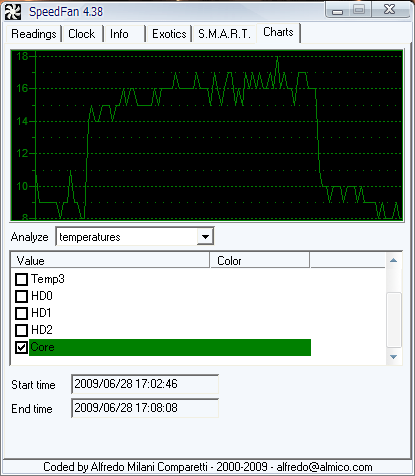 SpeedFan 4.38
Readings Clock Info Exotics S.M.A.R.T. Charts
18
16
14
12
10
8
Analyze temperatures
Value Color
Temp3
HD0
HD1
HD2
Core
Start time 2009/06/28 17:02:46
End time 2009/06/28 17:08:08
Coded by Alfredo Milani Comparetti - 2000-2009 - alfredo@almico.com